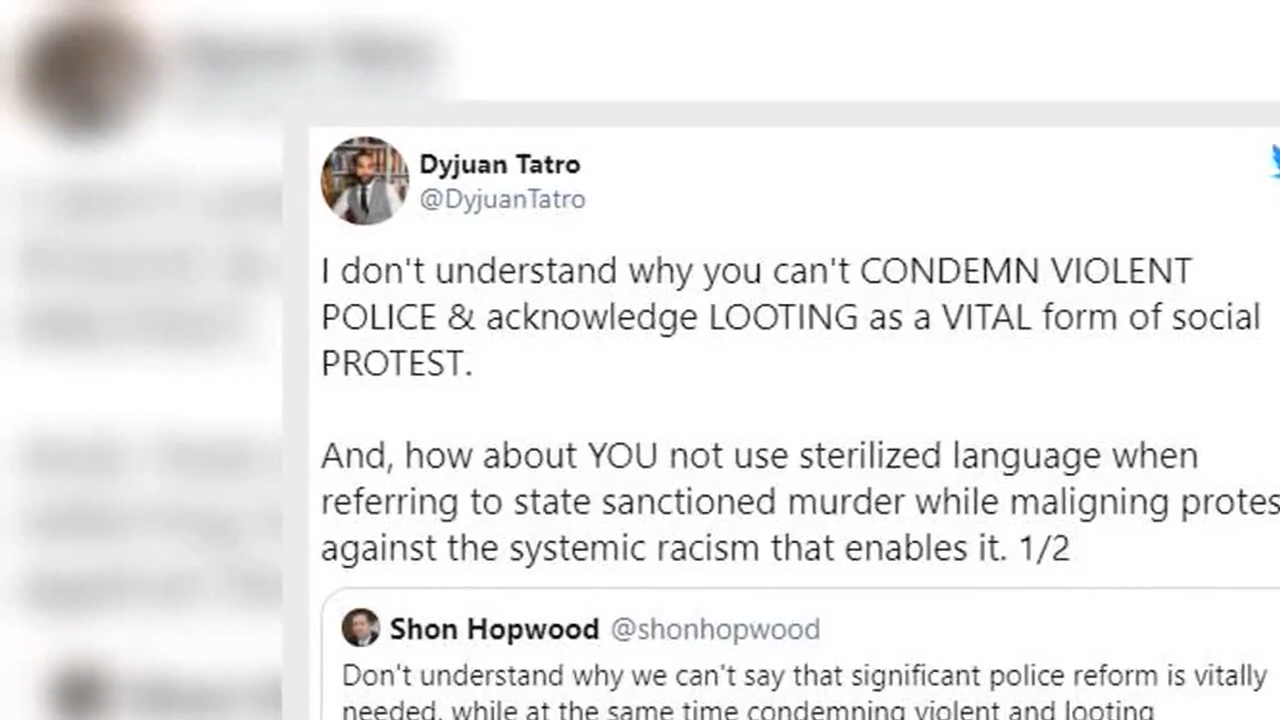 Dyjuan Tatro
@DyjuanTatro
I don't understand why you can't CONDEMN VIOLENT
POLICE & acknowledge LOOTING as a VITAL form of social
PROTEST.
And, how about YOU not use sterilized language when
referring to state sanctioned murder while maligning protes
against the systemic racism that enables it. 1/2
Shon Hopwood @shonhopwood
Don't understand why we can't say that significant police reform is vitally
needed, while at the same time condemning violent and looting